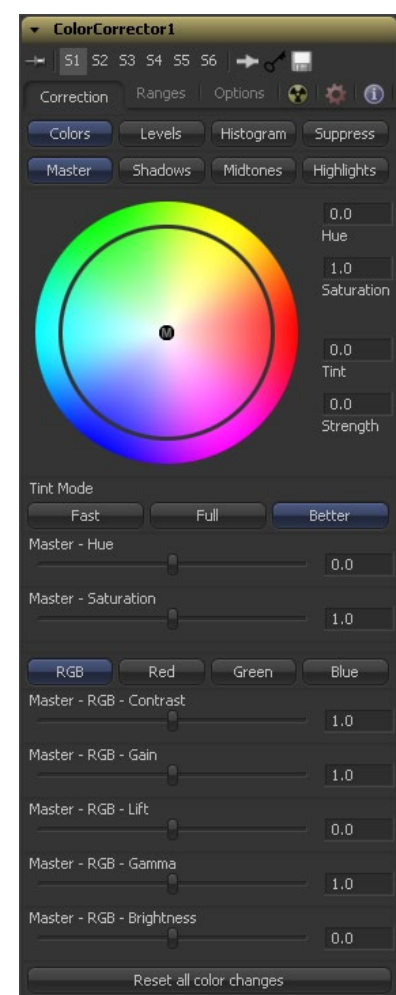 ColorCorrector1
S1 S2 S3 S4 S5 S6
Correction Ranges Options
Colors Levels Histogram Suppress
Master Shadows Midtones Highlights
0.0
Hue
1.0
Saturation
M
0.0
Tint
0.0
Strength
Tint Mode
Fast Full Better
Master - Hue
0.0
Master - Saturation
1.0
RGB Red Green Blue
Master - RGB - Contrast
1.0
Master - RGB - Gain
1.0
Master - RGB - Lift
0.0
Master - RGB - Gamma
1.0
Master - RGB - Brightness
0.0
Reset all color changes